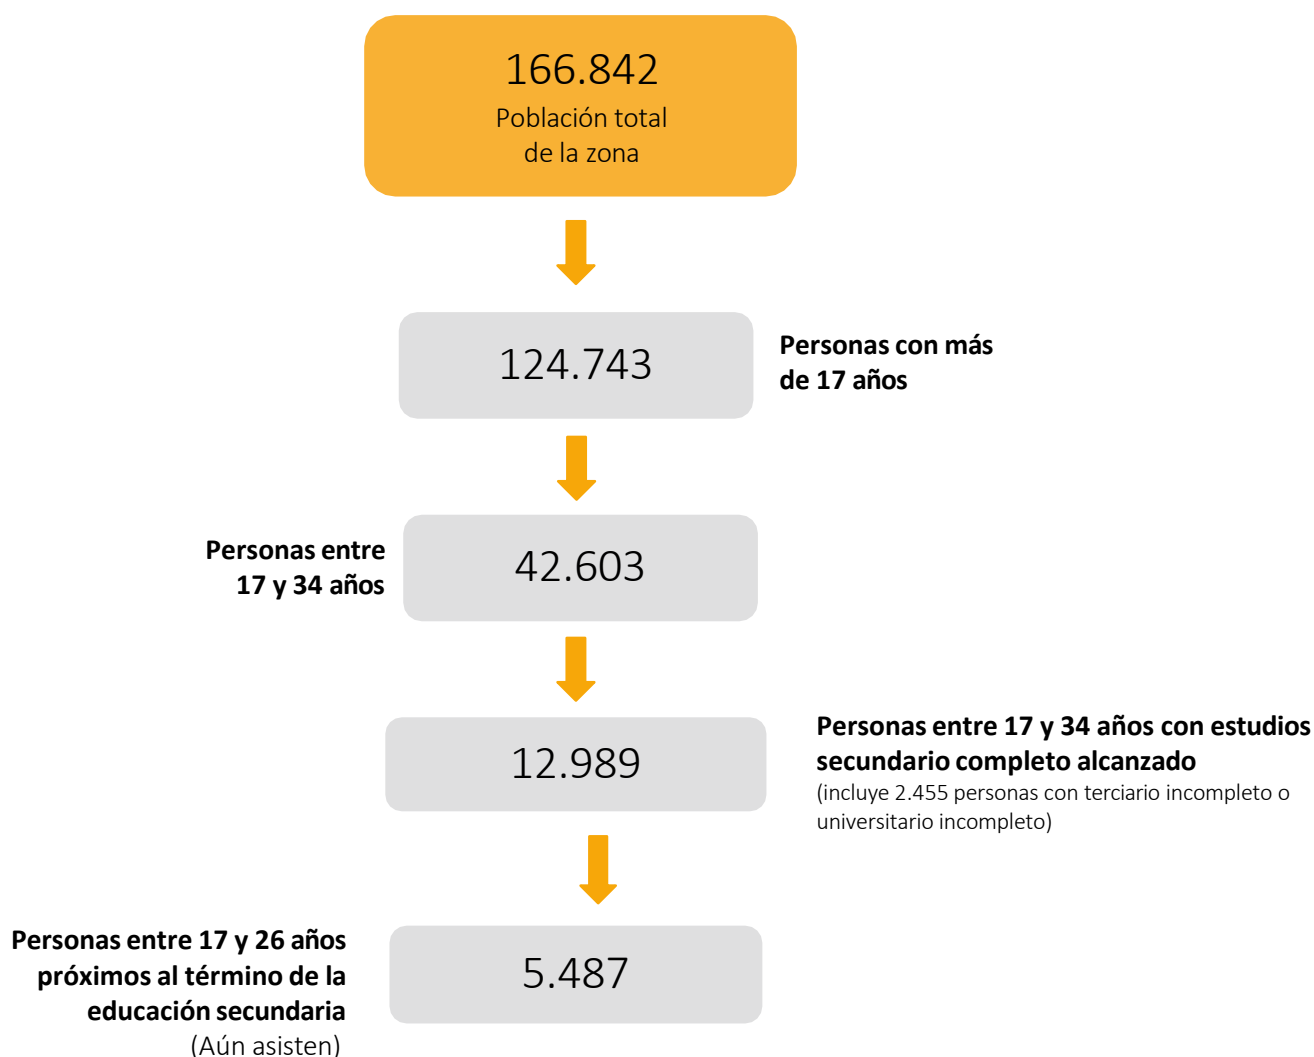 166.842
Población total
de la zona
124.743
Personas con más
de 17 años
Personas entre
17 y 34 años
42.603
12.989
Personas entre 17 y 34 años con estudios
secundario completo alcanzado
(incluye 2.455 personas con terciario incompleto o
universitario incompleto)
Personas entre 17 y 26 años
próximos al término de la
educación secundaria
(Aún asisten)
5.487